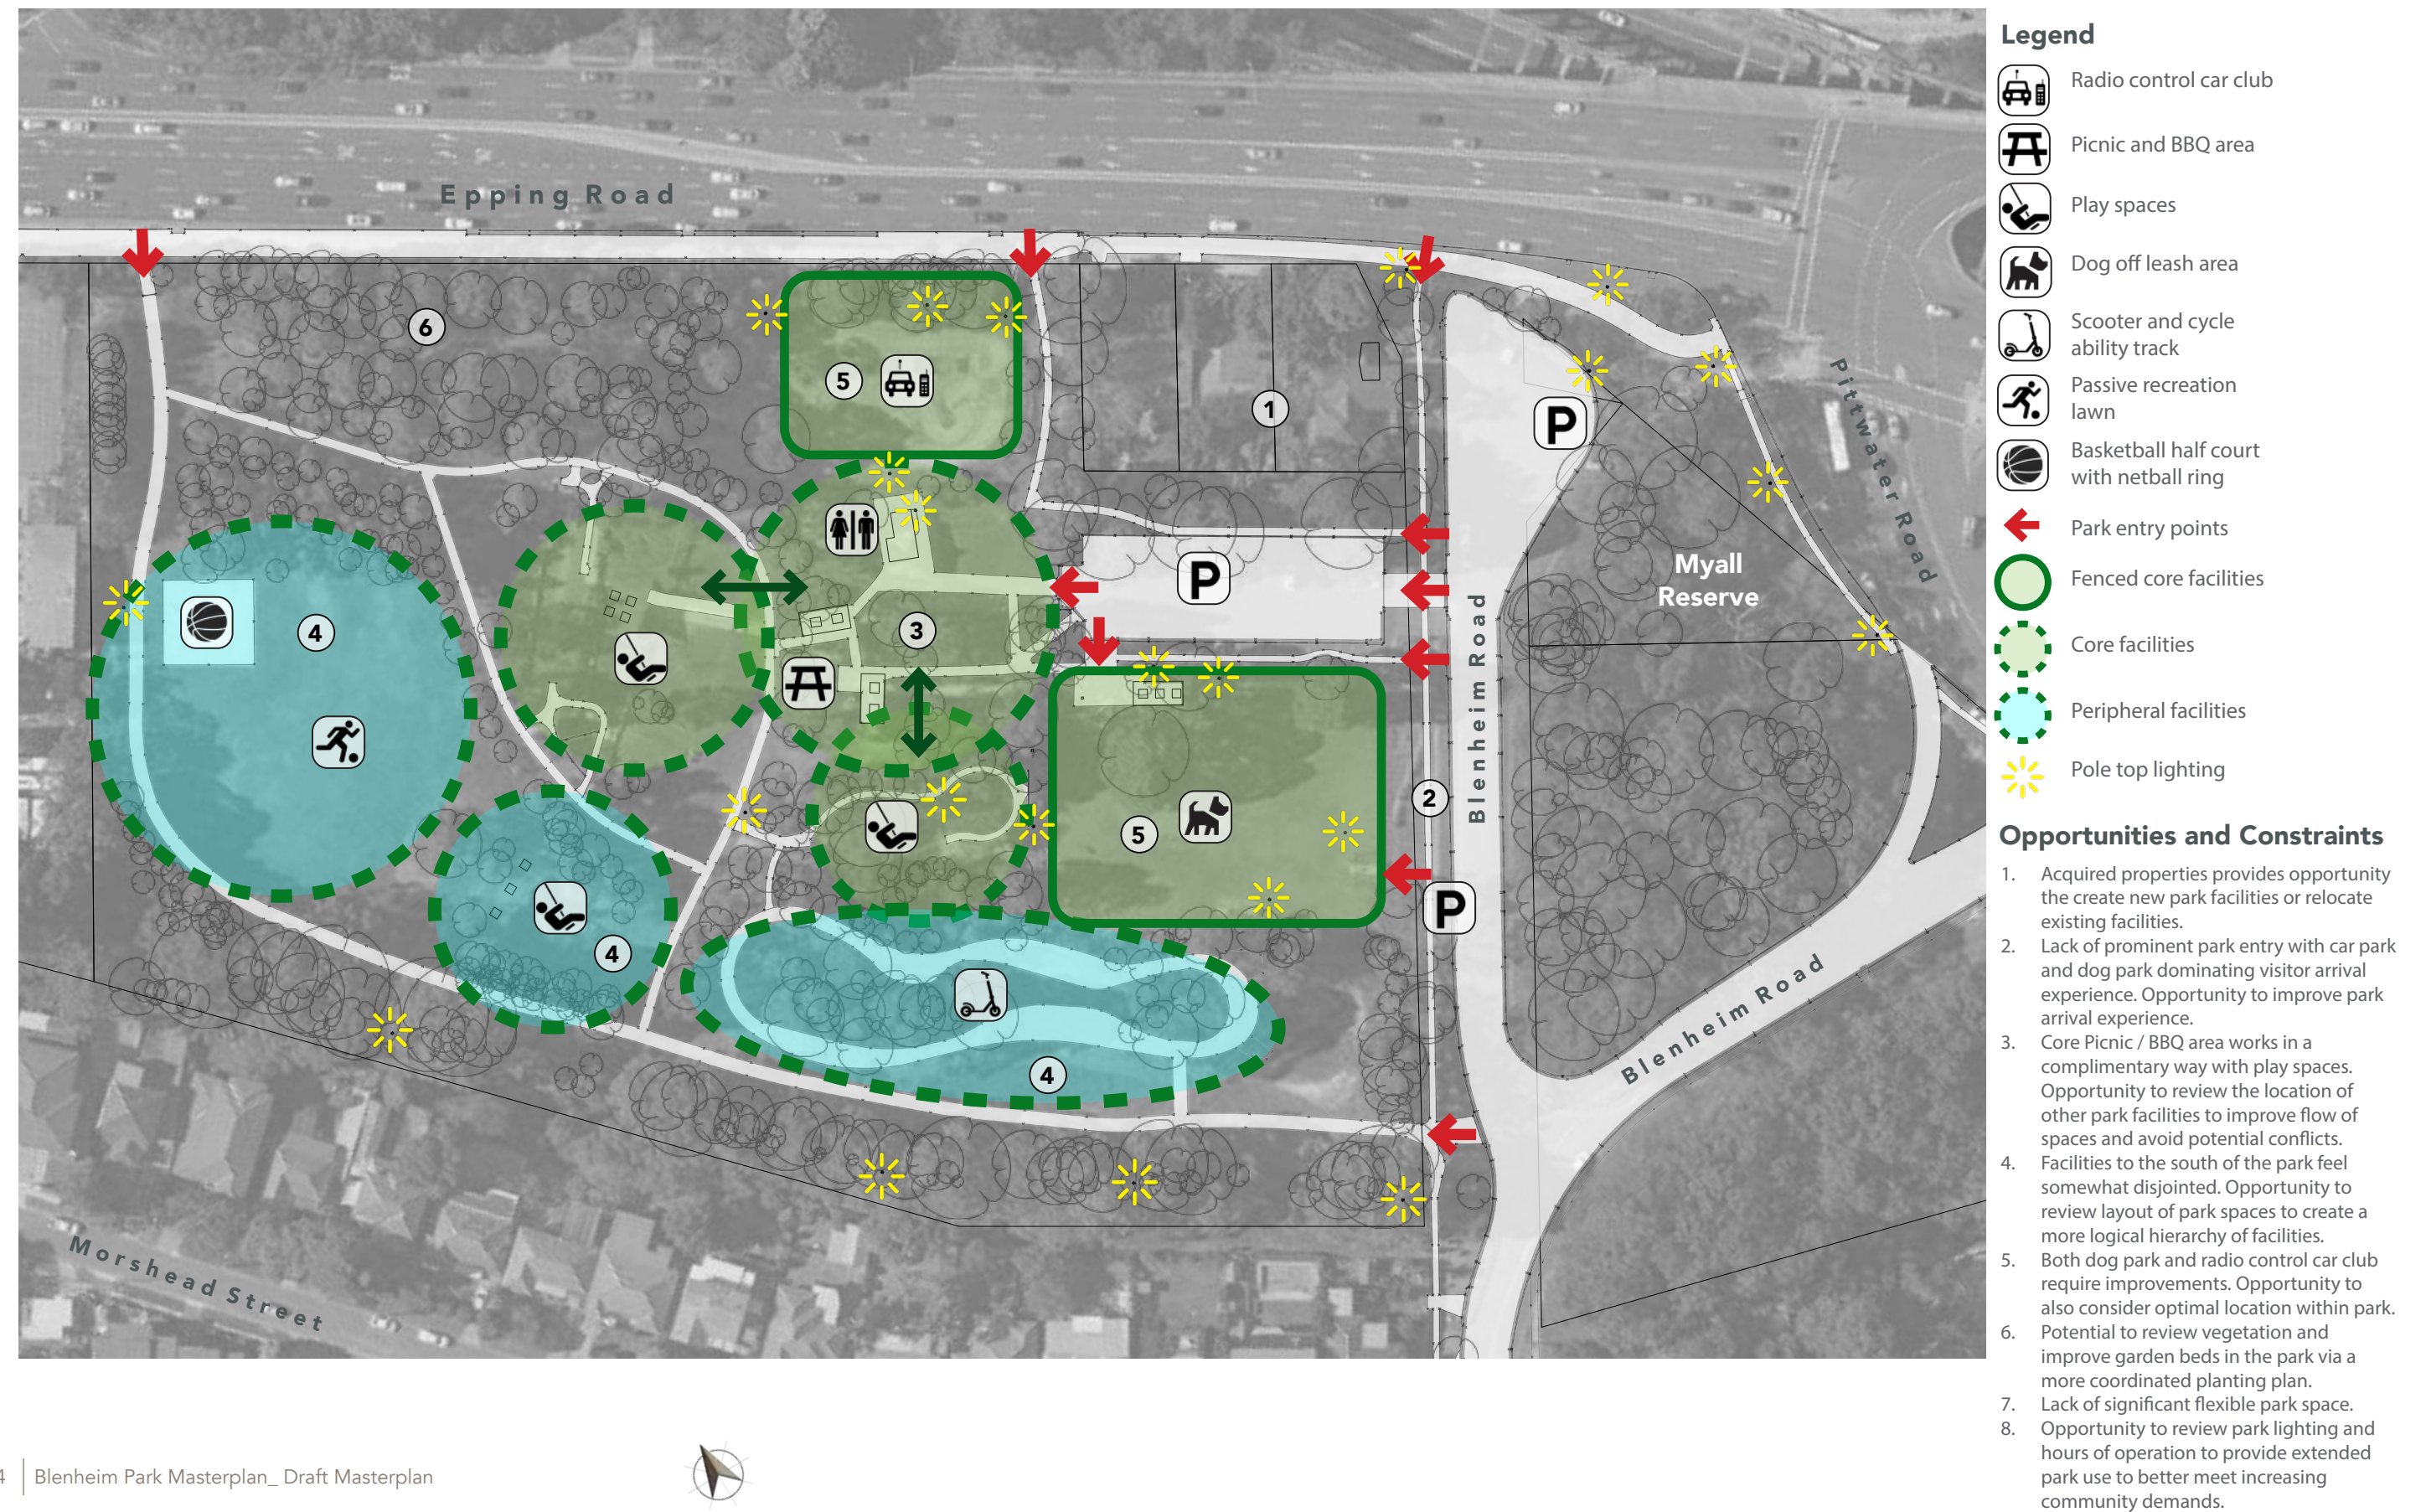 Epping Road
Pittwater Road
6
5
1
P
Myall
Reserve
P
3
4
Blenheim Road
2
5
P
4
4
Blenheim Road
Morshead Street
Legend
Radio control car club
Picnic and BBQ area
Play spaces
Dog off leash area
Scooter and cycle
ability track
Passive recreation
lawn
Basketball half court
with netball ring
Park entry points
Fenced core facilities
Core facilities
Peripheral facilities
Pole top lighting
Opportunities and Constraints
1. Acquired properties provides opportunity
the create new park facilities or relocate
existing facilities.
2. Lack of prominent park entry with car park
and dog park dominating visitor arrival
experience. Opportunity to improve park
arrival experience.
3. Core Picnic / BBQ area works in a
complimentary way with play spaces.
Opportunity to review the location of
other park facilities to improve flow of
spaces and avoid potential conflicts.
4. Facilities to the south of the park feel
somewhat disjointed. Opportunity to
review layout of park spaces to create a
more logical hierarchy of facilities.
5. Both dog park and radio control car club
require improvements. Opportunity to
also consider optimal location within park.
6. Potential to review vegetation and
improve garden beds in the park via a
more coordinated planting plan.
7. Lack of significant flexible park space.
8. Opportunity to review park lighting and
hours of operation to provide extended
park use to better meet increasing
community demands.
4 Blenheim Park Masterplan_ Draft Masterplan